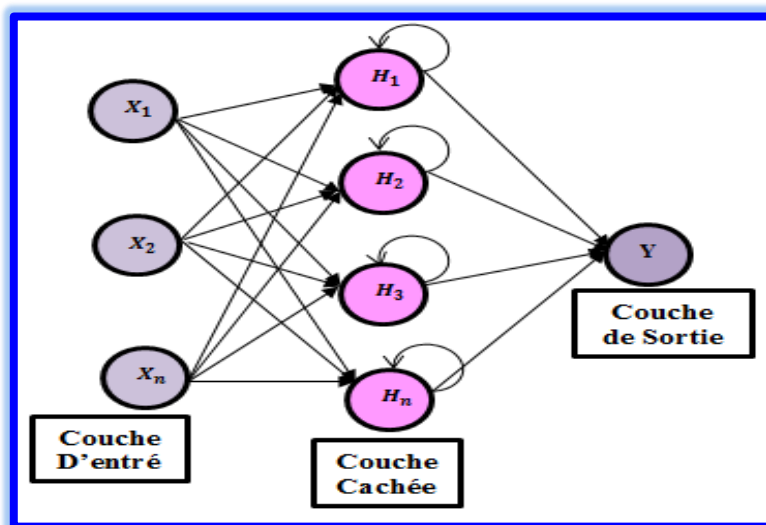 X₁
X₂
Xₙ
H₁
H₂
H₃
Hₙ
Y
Couche
D'entré
Couche
Cachée
Couche
de Sortie